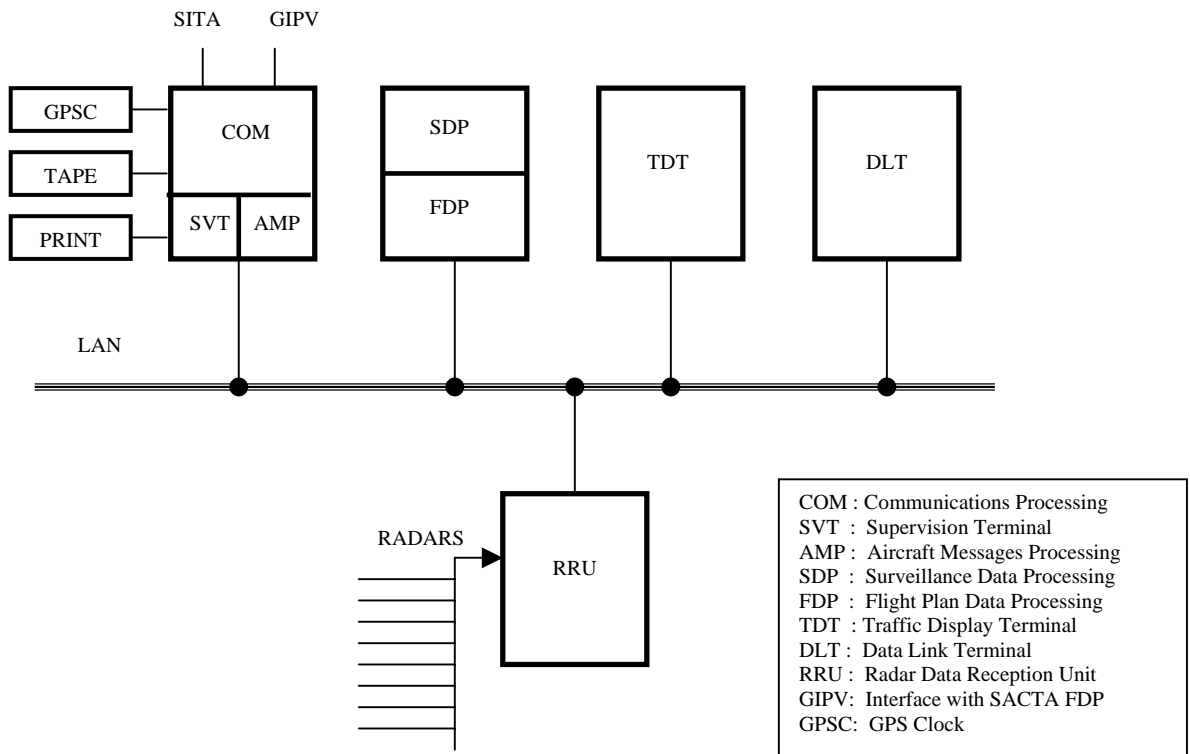 SITA GIPV
GPSC
COM
SDP
TDT
DLT
TAPE
FDP
SVT AMP
PRINT
LAN
RADARS
RRU
COM : Communications Processing
SVT : Supervision Terminal
AMP : Aircraft Messages Processing
SDP : Surveillance Data Processing
FDP : Flight Plan Data Processing
TDT : Traffic Display Terminal
DLT : Data Link Terminal
RRU : Radar Data Reception Unit
GIPV: Interface with SACTA FDP
GPSC: GPS Clock